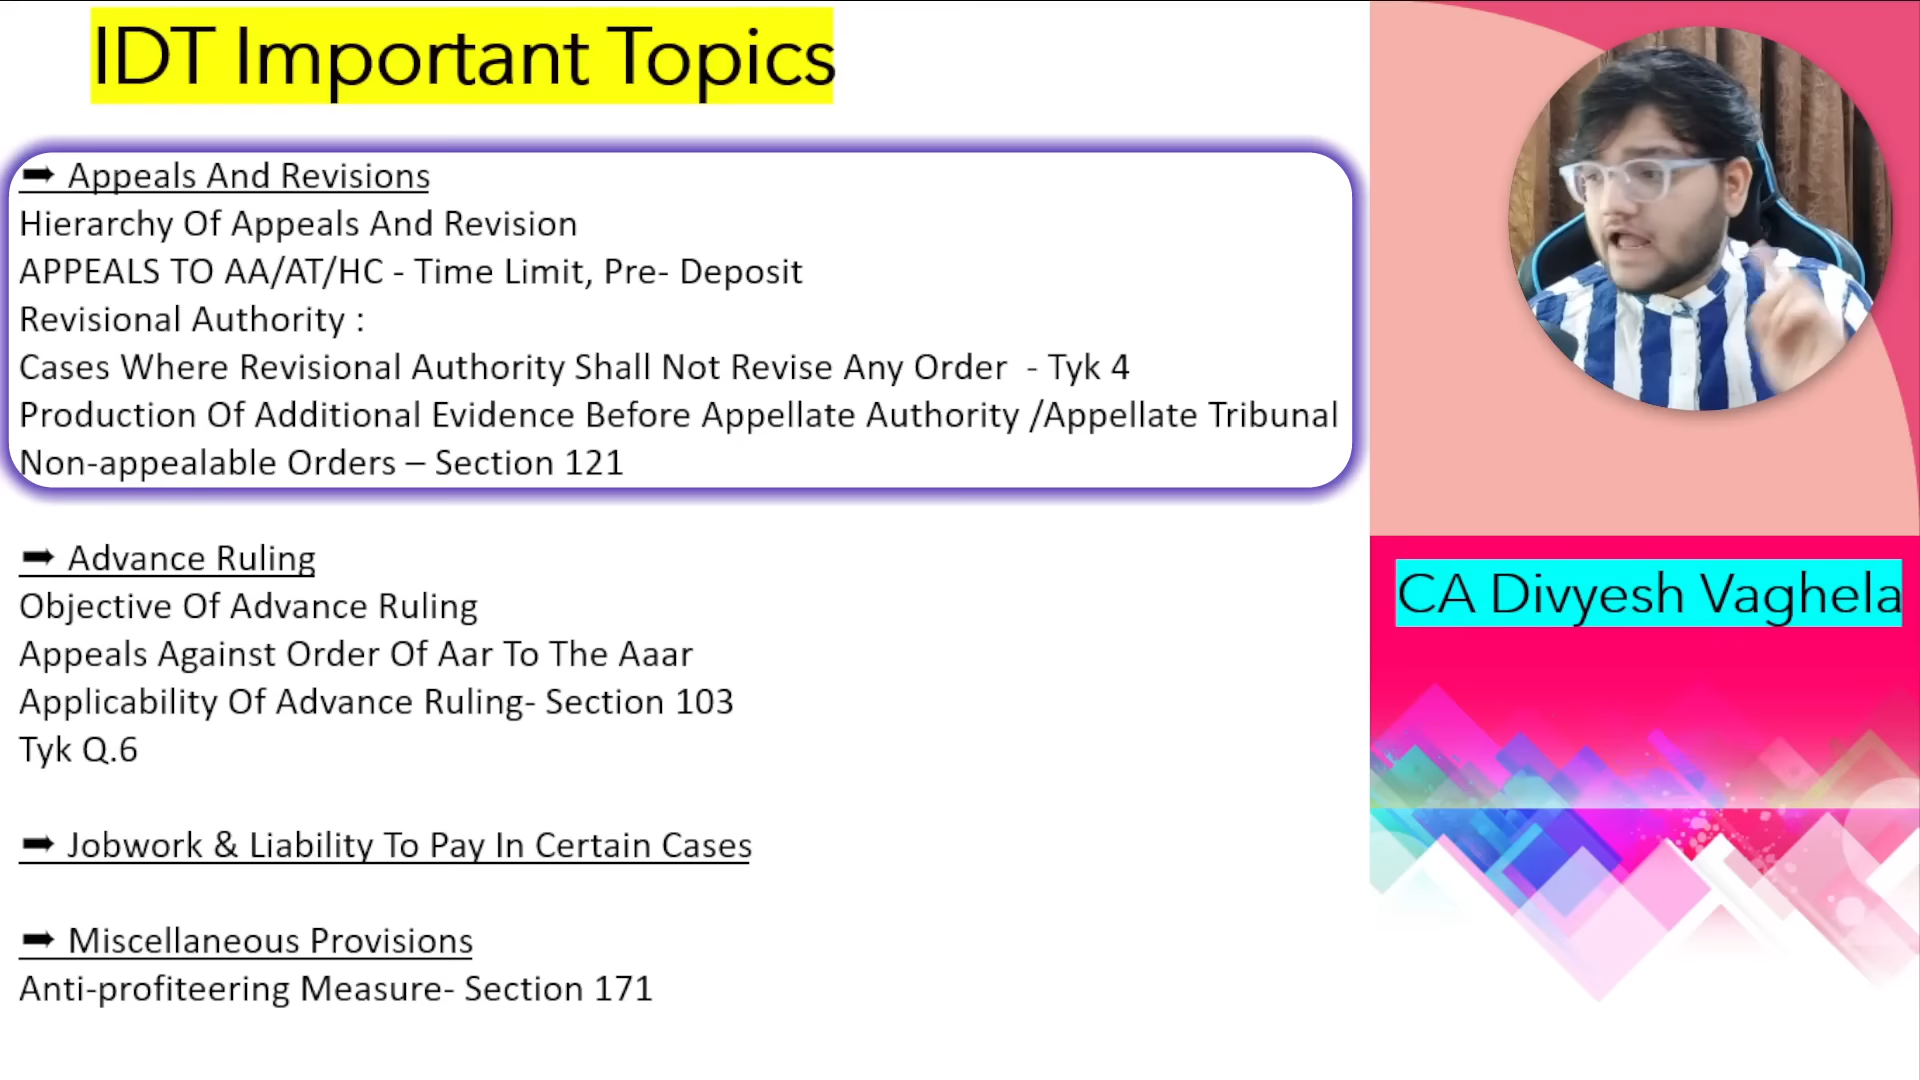 IDT Important Topics
➡ Appeals And Revisions
Hierarchy Of Appeals And Revision
APPEALS TO AA/AT/HC - Time Limit, Pre- Deposit
Revisional Authority :
Cases Where Revisional Authority Shall Not Revise Any Order - Tyk 4
Production Of Additional Evidence Before Appellate Authority /Appellate Tribunal
Non-appealable Orders – Section 121
➡ Advance Ruling
Objective Of Advance Ruling
Appeals Against Order Of Aar To The Aaar
Applicability Of Advance Ruling- Section 103
Tyk Q.6
➡ Jobwork & Liability To Pay In Certain Cases
➡ Miscellaneous Provisions
Anti-profiteering Measure- Section 171
CA Divyesh Vaghela